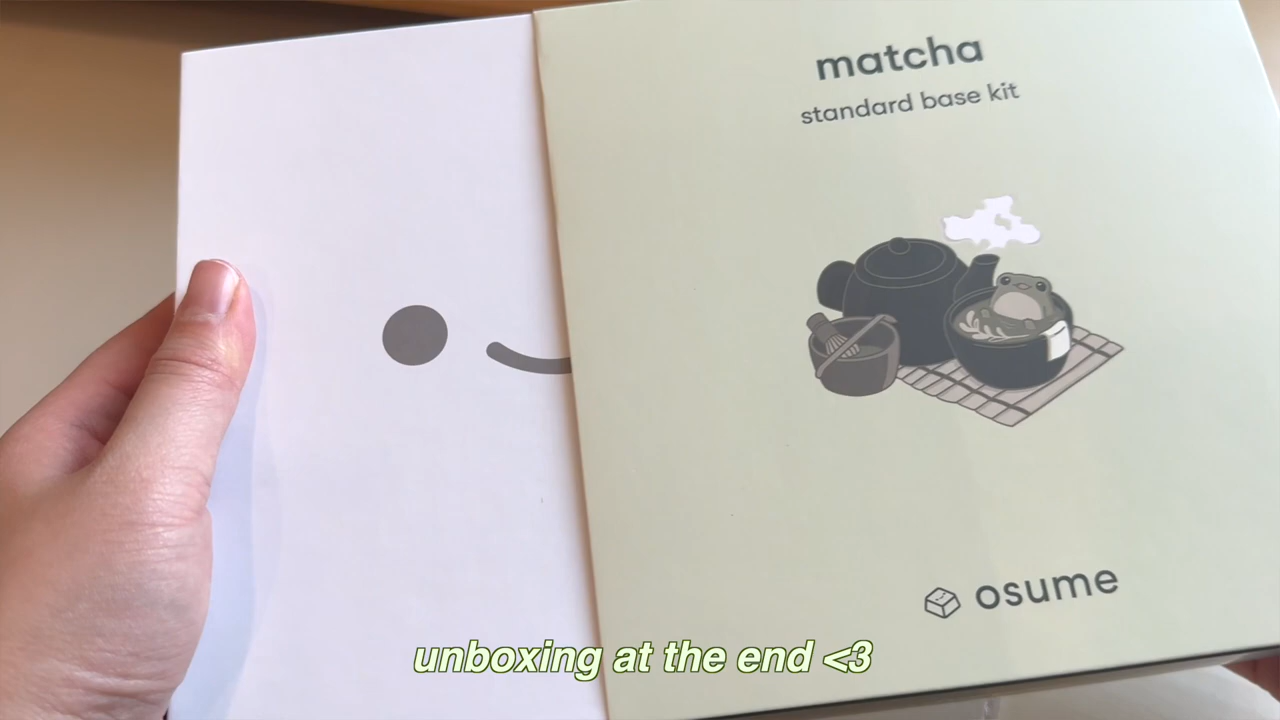 matcha
standard base kit
osume
unboxing at the end <3